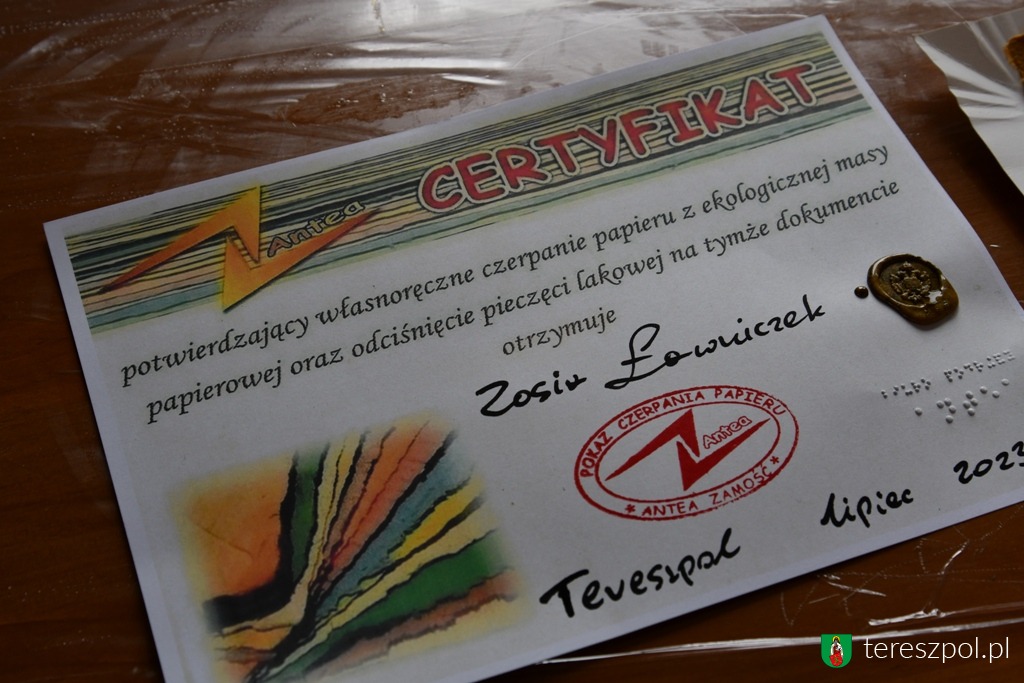 CERTYFIKAT
Antea
potwierdzający własnoręczne czerpanie papieru z ekologicznej masy
papierowej oraz odciśnięcie pieczęci lakowej na tymże dokumencie
otrzymuje
Zosia Ławniczek
POKAZ CZERPANIA PAPIERU
Antea
* ANTEA ZAMOŚĆ *
Tereszpol lipiec 2023
tereszpol.pl